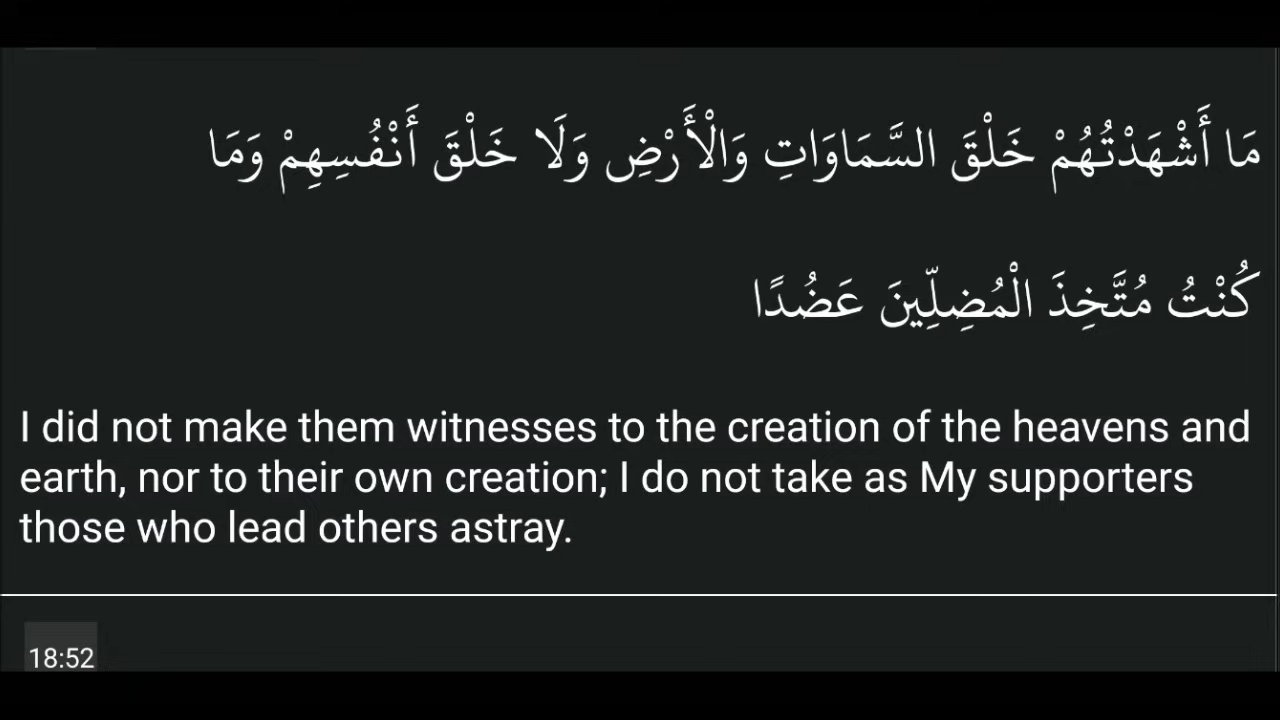 مَا أَشْهَدْتُهُمْ خَلْقَ السَّمَاوَاتِ وَالْأَرْضِ وَلَا خَلْقَ أَنْفُسِهِمْ وَمَا
كُنْتُ مُتَّخِذَ الْمُضِلِّينَ عَضُدًا
I did not make them witnesses to the creation of the heavens and
earth, nor to their own creation; I do not take as My supporters
those who lead others astray.
18:52